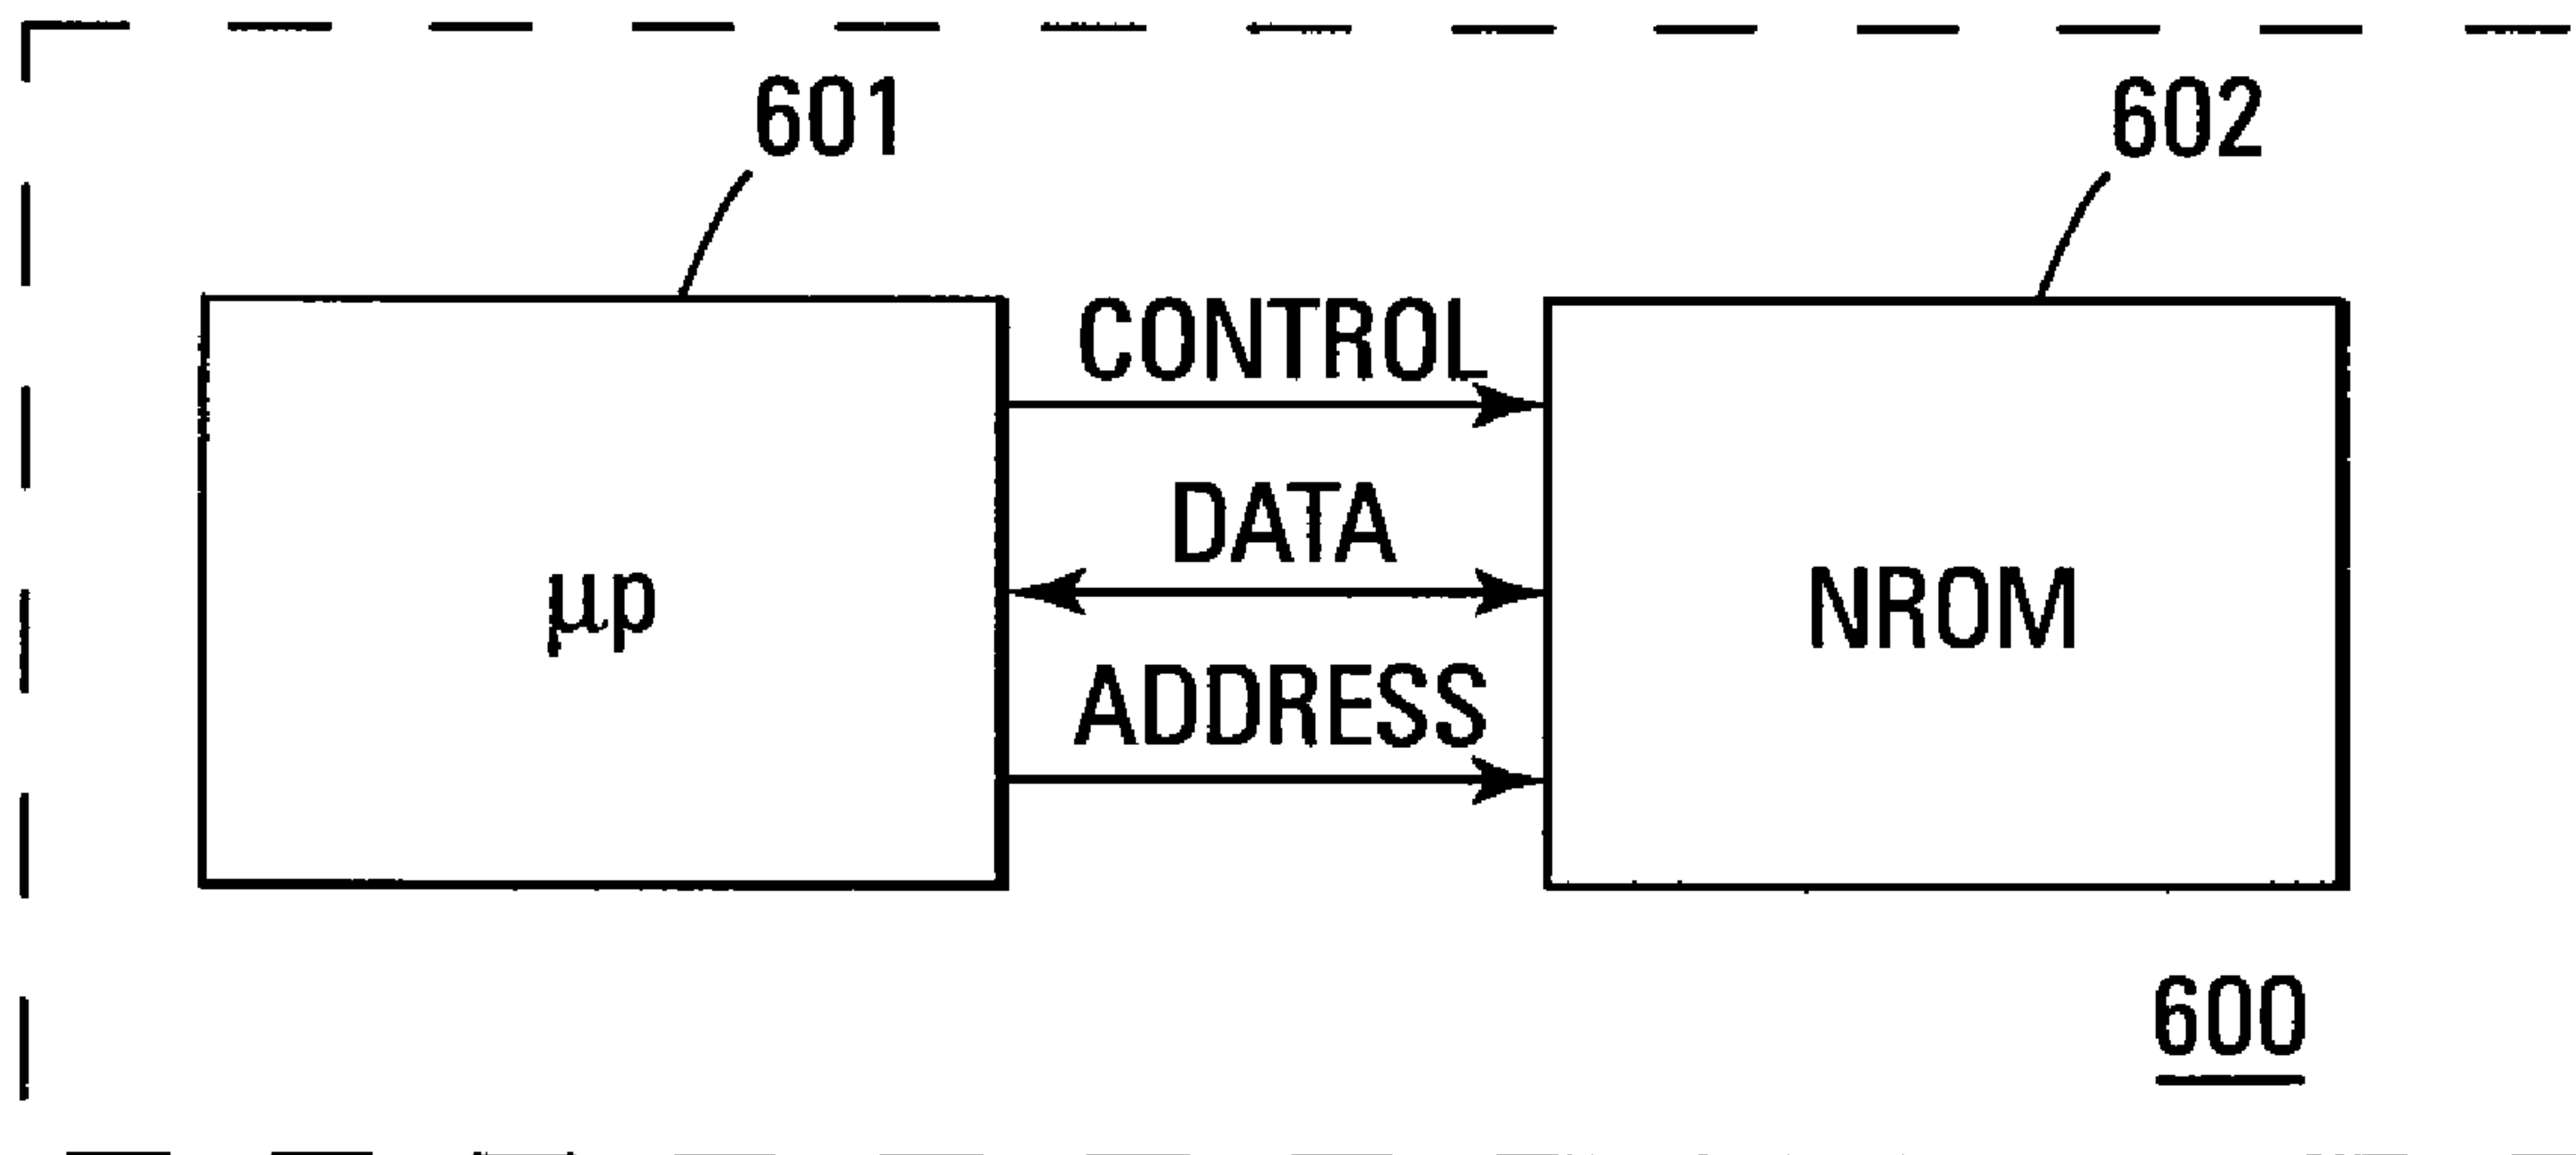 601
602
CONTROL
DATA
µp
NROM
ADDRESS
600